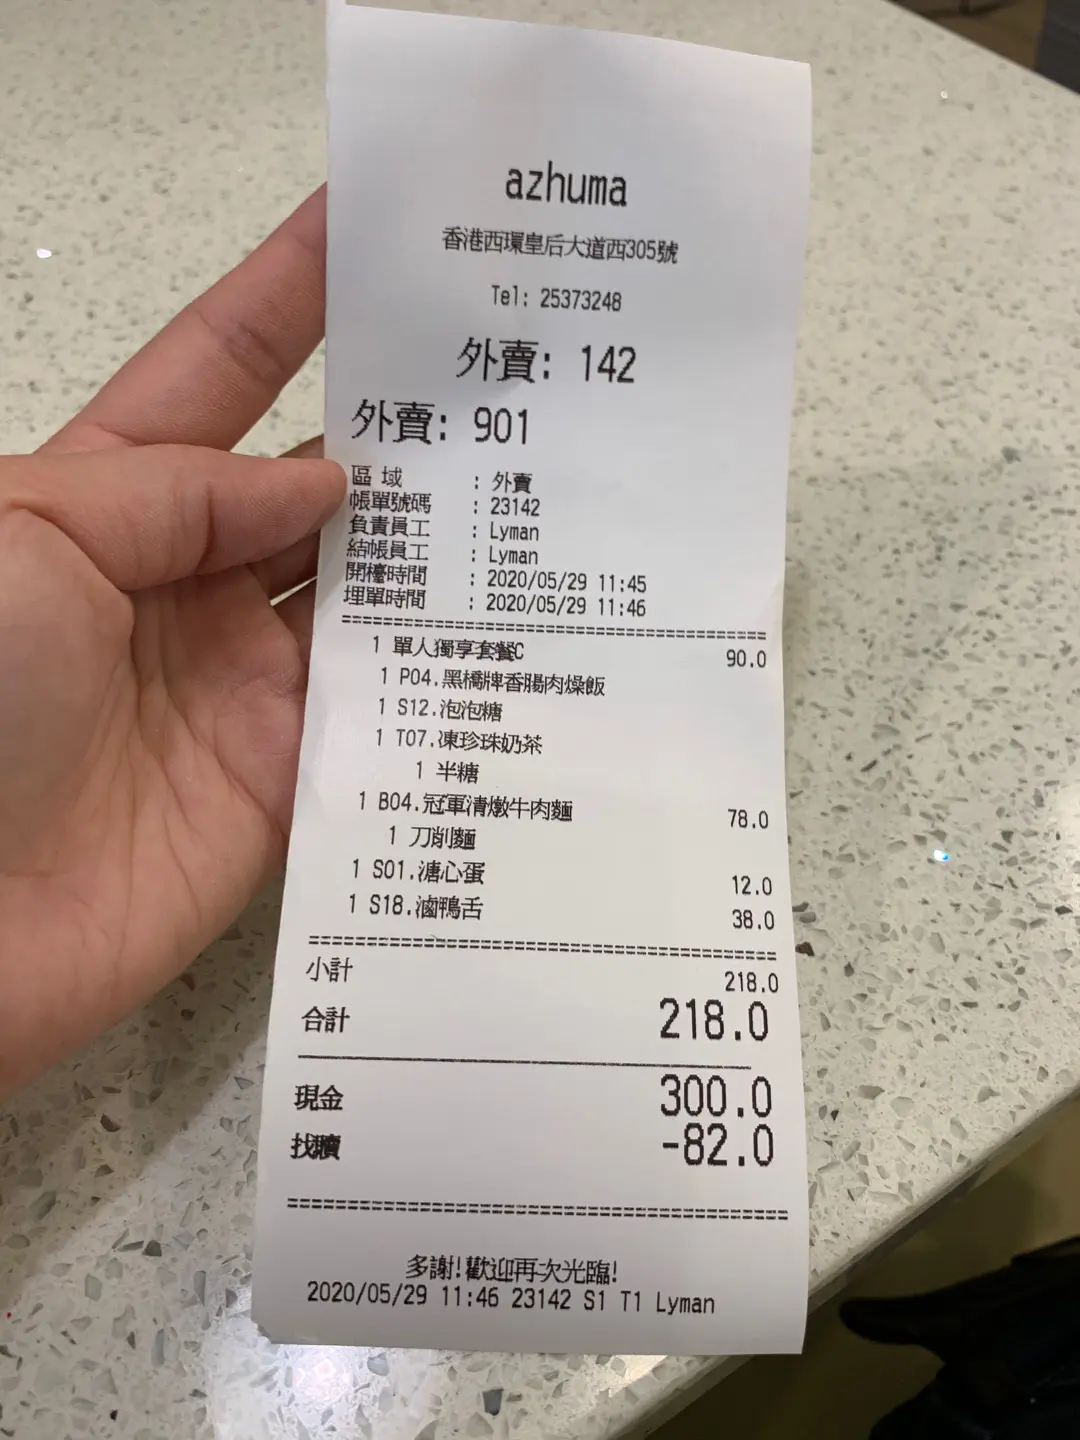 azhuma
香港西環皇后大道西305號
Tel: 25373248
外賣: 142
外賣: 901
區 域 : 外賣
帳單號碼 : 23142
負責員工 : Lyman
結帳員工 : Lyman
開檯時間 : 2020/05/29 11:45
埋單時間 : 2020/05/29 11:46
1 單人獨享套餐C 90.0
1 P04.黑橋牌香腸肉燥飯
1 S12.泡泡糖
1 T07.凍珍珠奶茶
1 半糖
1 B04.冠軍清燉牛肉麵 78.0
1 刀削麵
1 S01.溏心蛋 12.0
1 S18.滷鴨舌 38.0
小計 218.0
合計 218.0
現金 300.0
找贖 -82.0
多謝!歡迎再次光臨!
2020/05/29 11:46 23142 S1 T1 Lyman